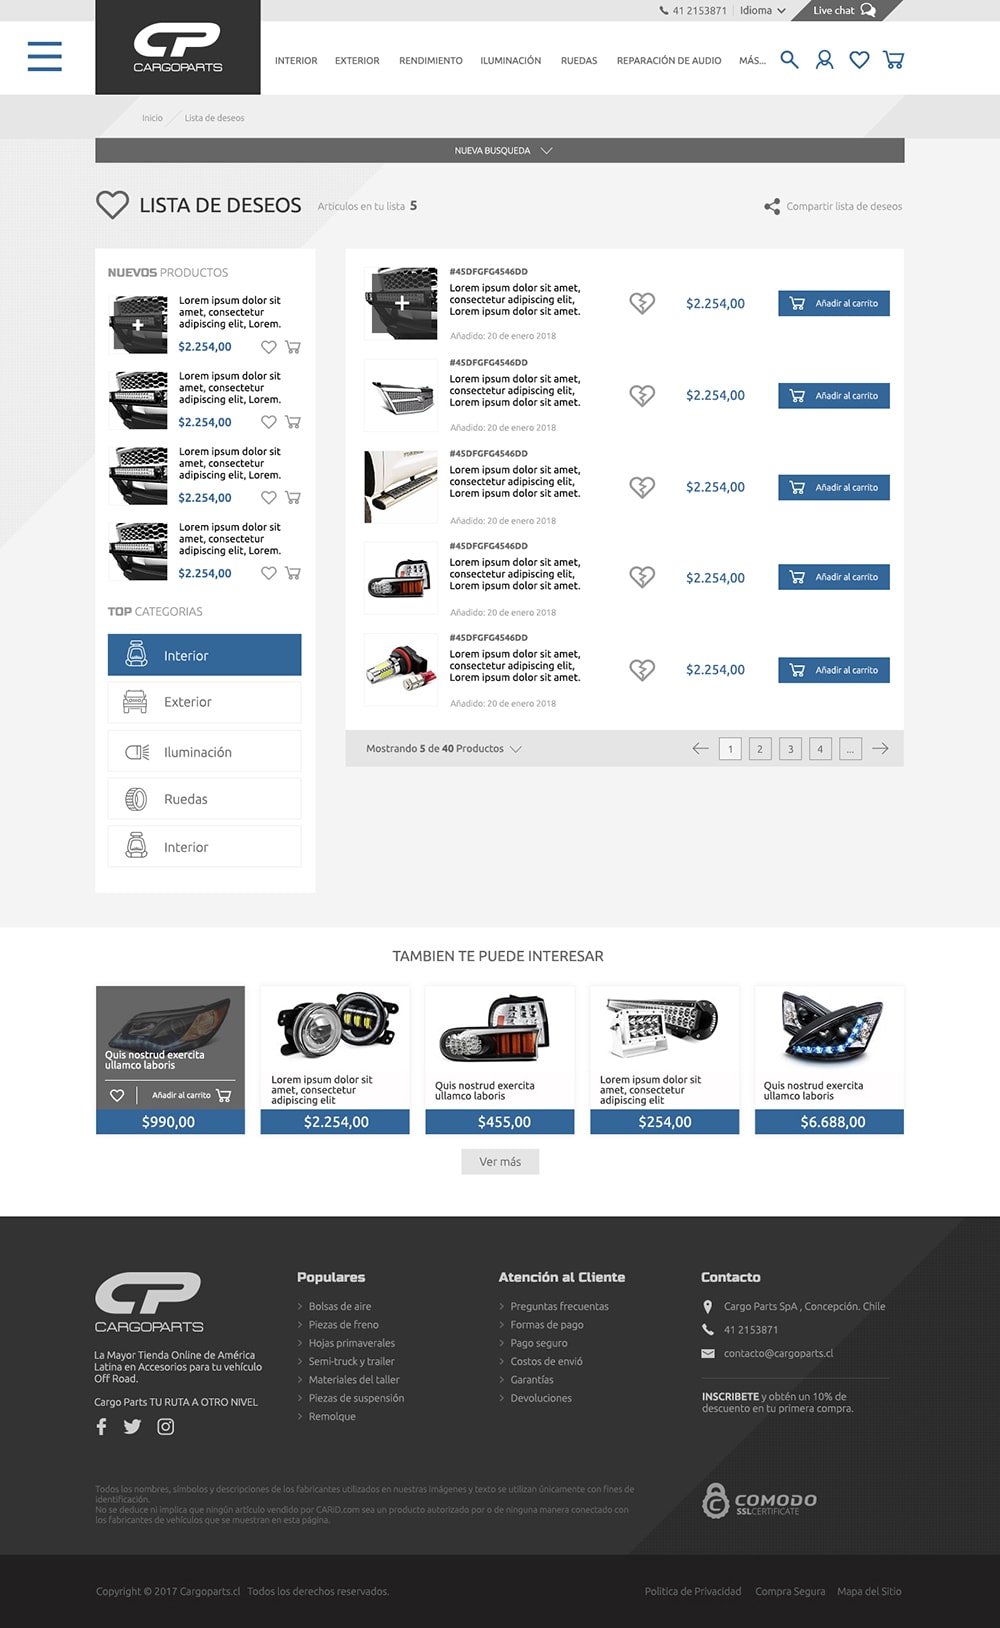 41 2153871
Idioma
Live chat
CP
CARGOPARTS
INTERIOR
EXTERIOR
RENDIMIENTO
ILUMINACIÓN
RUEDAS
REPARACIÓN DE AUDIO
MÁS...
Inicio
Lista de deseos
NUEVA BUSQUEDA
LISTA DE DESEOS
Artículos en tu lista 5
Compartir lista de deseos
NUEVOS PRODUCTOS
Lorem ipsum dolor sit
amet, consectetur
adipiscing elit, Lorem.
$2.254,00
Lorem ipsum dolor sit
amet, consectetur
adipiscing elit, Lorem.
$2.254,00
Lorem ipsum dolor sit
amet, consectetur
adipiscing elit, Lorem.
$2.254,00
Lorem ipsum dolor sit
amet, consectetur
adipiscing elit, Lorem.
$2.254,00
TOP CATEGORIAS
Interior
Exterior
Iluminación
Ruedas
Interior
#45DFGFG4546DD
Lorem ipsum dolor sit amet,
consectetur adipiscing elit,
Lorem ipsum dolor sit amet.
Añadido: 20 de enero 2018
$2.254,00
Añadir al carrito
#45DFGFG4546DD
Lorem ipsum dolor sit amet,
consectetur adipiscing elit,
Lorem ipsum dolor sit amet.
Añadido: 20 de enero 2018
$2.254,00
Añadir al carrito
#45DFGFG4546DD
Lorem ipsum dolor sit amet,
consectetur adipiscing elit,
Lorem ipsum dolor sit amet.
Añadido: 20 de enero 2018
$2.254,00
Añadir al carrito
#45DFGFG4546DD
Lorem ipsum dolor sit amet,
consectetur adipiscing elit,
Lorem ipsum dolor sit amet.
Añadido: 20 de enero 2018
$2.254,00
Añadir al carrito
#45DFGFG4546DD
Lorem ipsum dolor sit amet,
consectetur adipiscing elit,
Lorem ipsum dolor sit amet.
Añadido: 20 de enero 2018
$2.254,00
Añadir al carrito
Mostrando 5 de 40 Productos
1 2 3 4 ...
TAMBIEN TE PUEDE INTERESAR
Quis nostrud exercita
ullamco laboris
Añadir al carrito
$990,00
Lorem ipsum dolor sit
amet, consectetur
adipiscing elit
$2.254,00
Quis nostrud exercita
ullamco laboris
$455,00
Lorem ipsum dolor sit
amet, consectetur
adipiscing elit
$254,00
Quis nostrud exercita
ullamco laboris
$6.688,00
Ver más
CP
CARGOPARTS
La Mayor Tienda Online de América
Latina en Accesorios para tu vehículo
Off Road.
Cargo Parts TU RUTA A OTRO NIVEL
Populares
Bolsas de aire
Piezas de freno
Hojas primaverales
Semi-truck y trailer
Materiales del taller
Piezas de suspensión
Remolque
Atención al Cliente
Preguntas frecuentas
Formas de pago
Pago seguro
Costos de envió
Garantías
Devoluciones
Contacto
Cargo Parts SpA , Concepción. Chile
41 2153871
contacto@cargoparts.cl
INSCRIBETE y obtén un 10% de
descuento en tu primera compra.
Todos los nombres, símbolos y descripciones de los fabricantes utilizados en nuestras imágenes y texto se utilizan únicamente con fines de
identificación.
No se deduce ni implica que ningún artículo vendido por CARiD.com sea un producto autorizado por o de ninguna manera conectado con
los fabricantes de vehículos que se muestran en esta página.
COMODO
SSLCERTIFICATE
Copyright © 2017 Cargoparts.cl Todos los derechos reservados.
Politica de Privacidad
Compra Segura
Mapa del Sitio